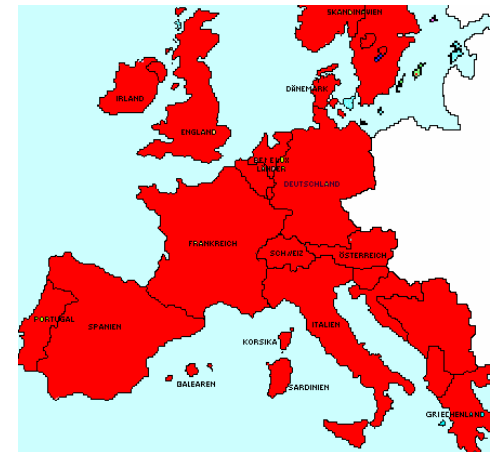 SKANDINAVIEN
DÄNEMARK
IRLAND
ENGLAND
BENELUX
LÄNDER
DEUTSCHLAND
FRANKREICH
SCHWEIZ
ÖSTERREICH
PORTUGAL
SPANIEN
ITALIEN
KORSIKA
BALEAREN
SARDINIEN
GRIECHENLAND